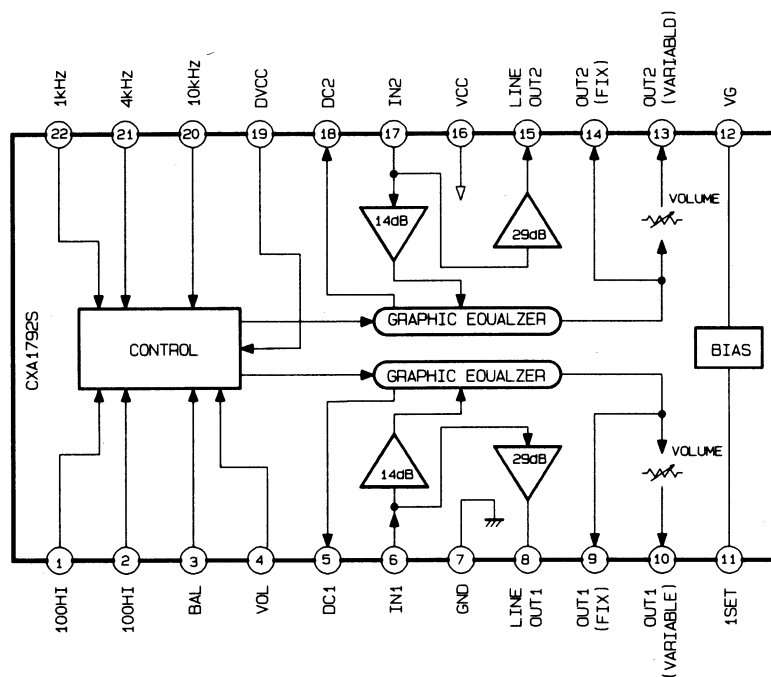 1kHz
4kHz
10kHz
DVCC
DC2
IN2
VCC
LINE
OUT2
OUT2
(FIX)
OUT2
(VARIABLD)
VG
22
21
20
19
18
17
16
15
14
13
12
14dB
29dB
VOLUME
GRAPHIC EQUALZER
CXA1792S
CONTROL
BIAS
GRAPHIC EQUALZER
14dB
29dB
VOLUME
1
2
3
4
5
6
7
8
9
10
11
100HI
100HI
BAL
VOL
DC1
IN1
GND
LINE
OUT1
OUT1
(FIX)
OUT1
(VARIABLE)
1SET